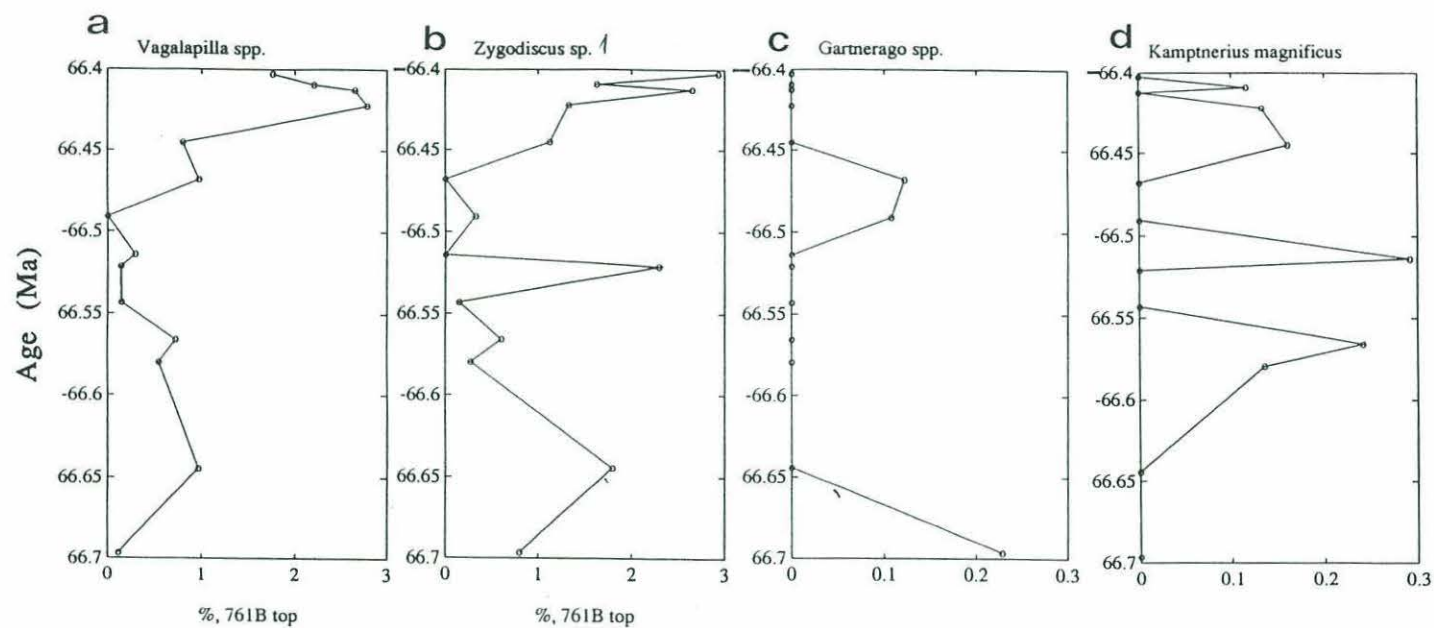 a
Vagalapilla spp.
66.4
66.45
-66.5
66.55
-66.6
66.65
66.7
0 1 2 3
%, 761B top
Age (Ma)
b
Zygodiscus sp. 1
66.4
66.45
-66.5
66.55
-66.6
66.65
66.7
0 1 2 3
%, 761B top
c
Gartnerago spp.
66.4
66.45
-66.5
66.55
-66.6
66.65
66.7
0 0.1 0.2 0.3
d
Kamptnerius magnificus
66.4
66.45
-66.5
66.55
-66.6
66.65
66.7
0 0.1 0.2 0.3